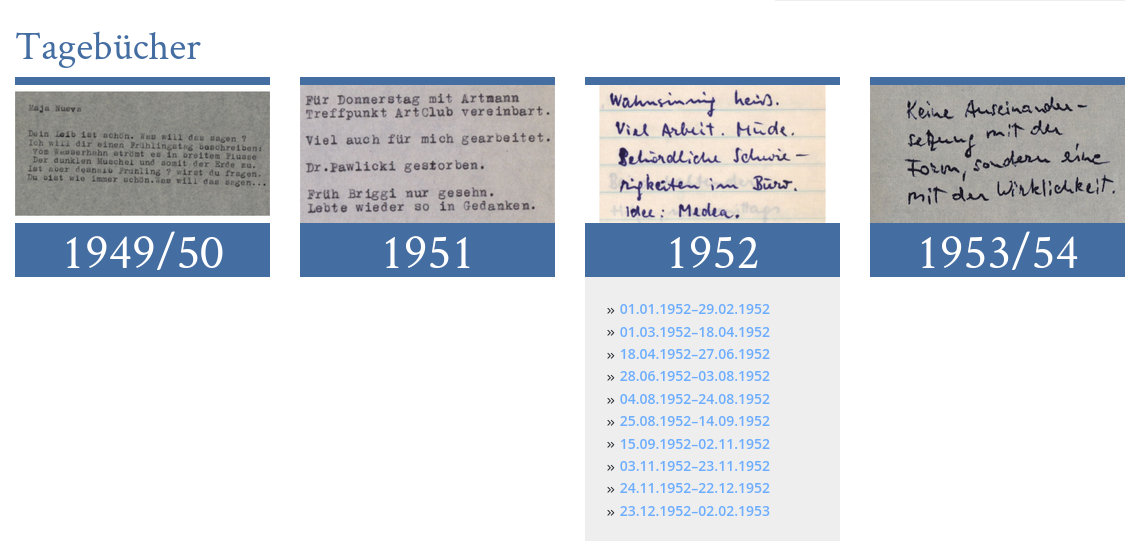 Tagebücher
Maja Nueva
Dein Leib ist schön. Was will das sagen ?
Ich will dir einen Frühlingstag beschreiben:
Vom Wasserhahn strömt es in breitem Flusse
Der dunklen Muschel und somit der Erde zu.
Ist aber deshalb Frühling ? wirst du fragen.
Du bist wie immer schön.Was will das sagen...
1949/50
Für Donnerstag mit Artmann
Treffpunkt ArtClub vereinbart.
Viel auch für mich gearbeitet.
Dr.Pawlicki gestorben.
Früh Briggi nur gesehn.
Lebte wieder so in Gedanken.
1951
Wahnsinnig heiß.
Viel Arbeit. Müde.
Behördliche Schwie-
rigkeiten im Büro.
Idee: Medea.
1952
» 01.01.1952–29.02.1952
» 01.03.1952–18.04.1952
» 18.04.1952–27.06.1952
» 28.06.1952–03.08.1952
» 04.08.1952–24.08.1952
» 25.08.1952–14.09.1952
» 15.09.1952–02.11.1952
» 03.11.1952–23.11.1952
» 24.11.1952–22.12.1952
» 23.12.1952–02.02.1953
Keine Auseinander-
setzung mit der
Form, sondern eine
mit der Wirklichkeit.
1953/54